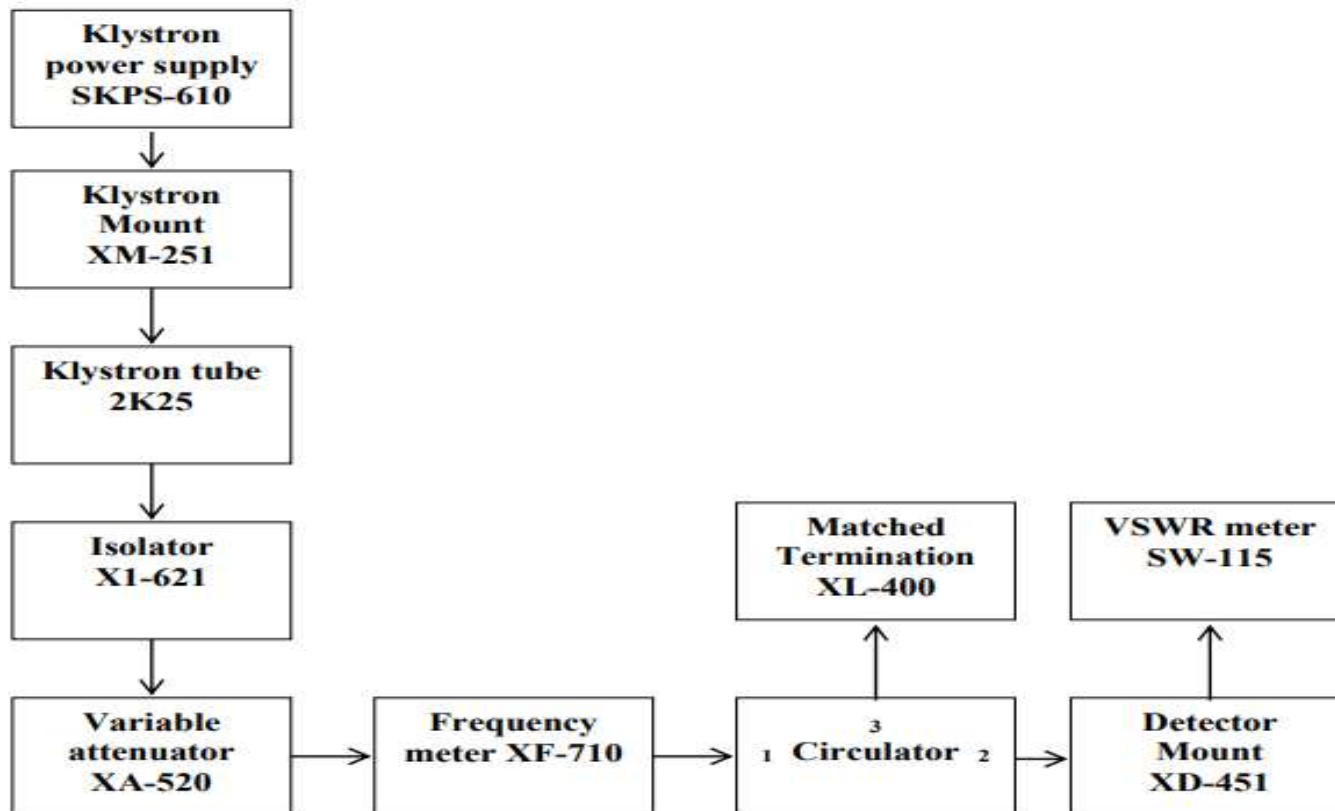 Klystron
power supply
SKPS-610
Klystron
Mount
XM-251
Klystron tube
2K25
Isolator
X1-621
Matched
Termination
XL-400
VSWR meter
SW-115
Variable
attenuator
XA-520
Frequency
meter XF-710
3
1 Circulator 2
Detector
Mount
XD-451